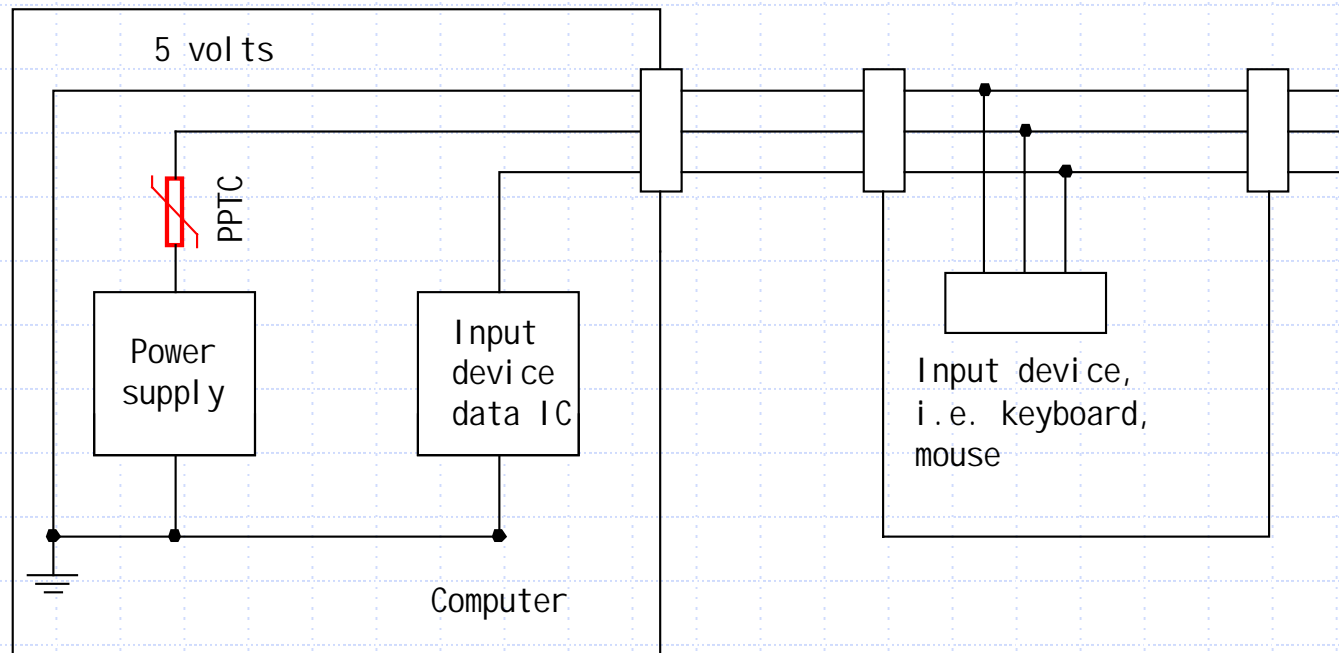 5 volts
PPTC
Power
supply
Input
device
data IC
Input device,
i.e. keyboard,
mouse
Computer